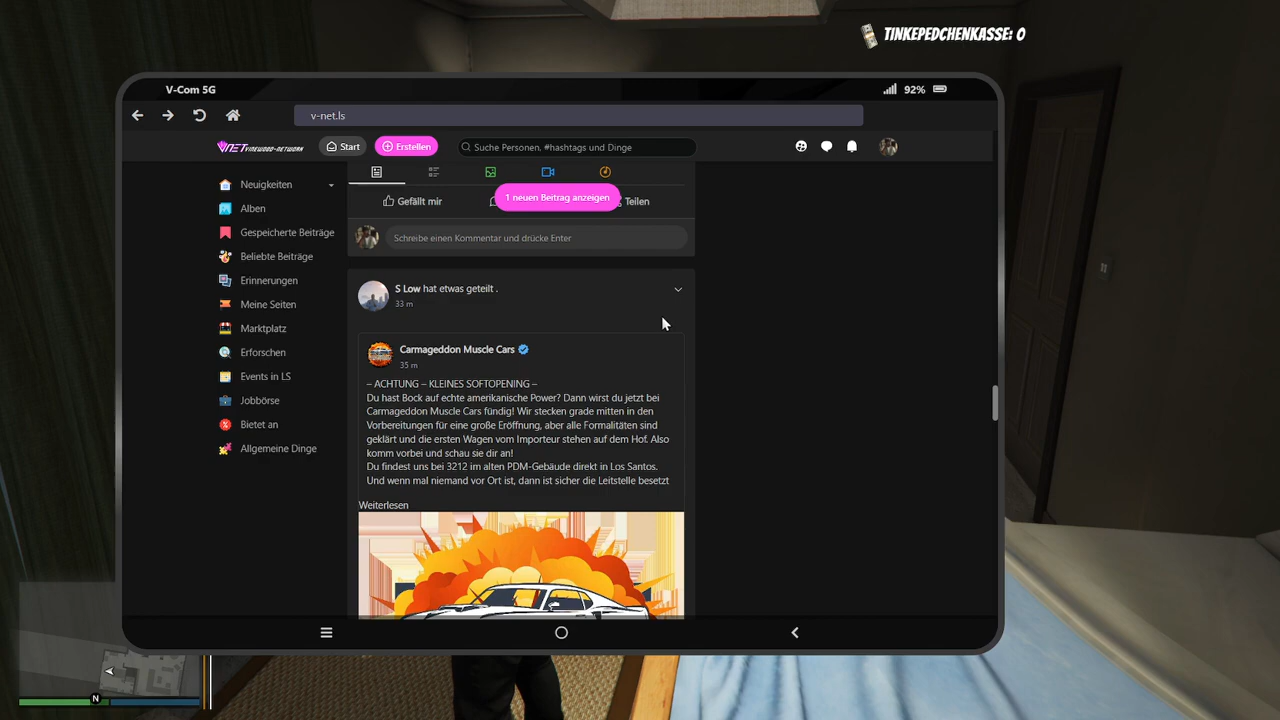 TINKEPEDCHENKASSE: 0
V-Com 5G
92%
v-net.ls
VNET VINEWOOD-NETWORK
Start
Erstellen
Suche Personen, #hashtags und Dinge
Neuigkeiten
Alben
Gespeicherte Beiträge
Beliebte Beiträge
Erinnerungen
Meine Seiten
Marktplatz
Erforschen
Events in LS
Jobbörse
Bietet an
Allgemeine Dinge
1 neuen Beitrag anzeigen
Gefällt mir
Teilen
Schreibe einen Kommentar und drücke Enter
S Low hat etwas geteilt .
33 m
Carmageddon Muscle Cars
35 m
– ACHTUNG – KLEINES SOFTOPENING –
Du hast Bock auf echte amerikanische Power? Dann wirst du jetzt bei
Carmageddon Muscle Cars fündig! Wir stecken grade mitten in den
Vorbereitungen für eine große Eröffnung, aber alle Formalitäten sind
geklärt und die ersten Wagen vom Importeur stehen auf dem Hof. Also
komm vorbei und schau sie dir an!
Du findest uns bei 3212 im alten PDM-Gebäude direkt in Los Santos.
Und wenn mal niemand vor Ort ist, dann ist sicher die Leitstelle besetzt
Weiterlesen
N